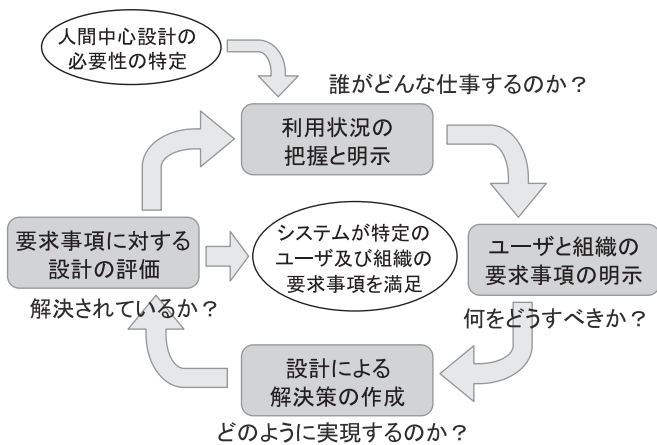 人間中心設計の
必要性の特定
誰がどんな仕事するのか？
利用状況の
把握と明示
要求事項に対する
設計の評価
解決されているか？
システムが特定の
ユーザ及び組織の
要求事項を満足
ユーザと組織の
要求事項の明示
何をどうすべきか？
設計による
解決策の作成
どのように実現するのか？